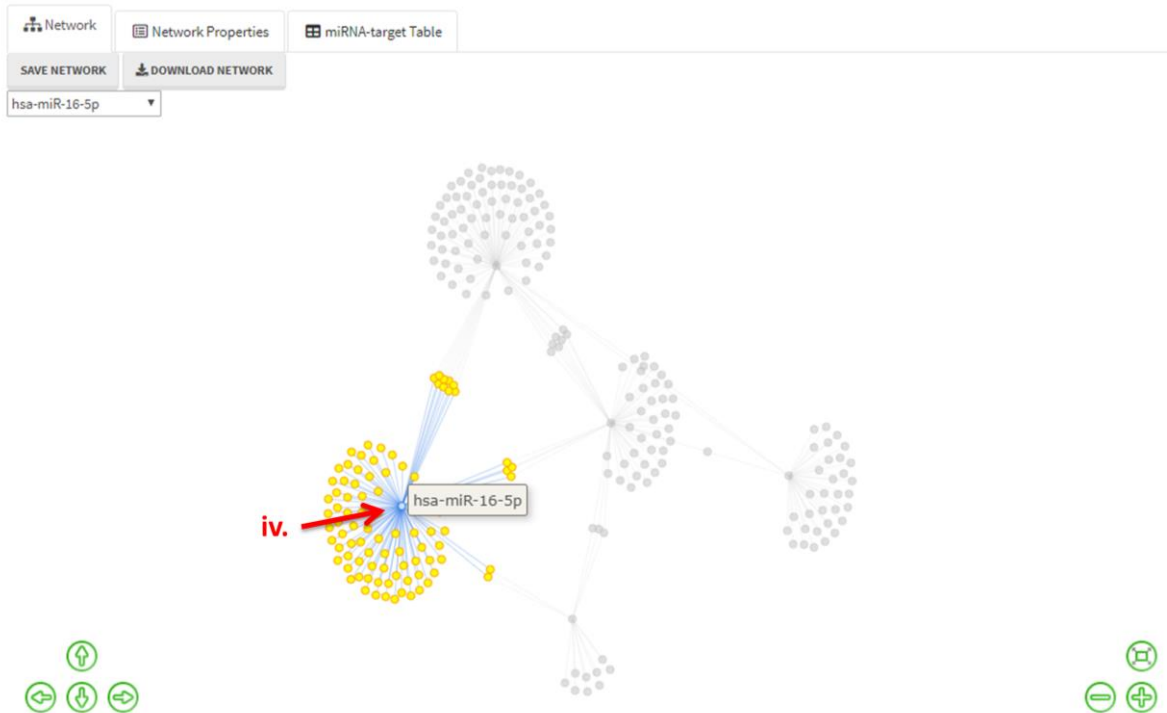 Network
Network Properties
miRNA-target Table
SAVE NETWORK
DOWNLOAD NETWORK
hsa-miR-16-5p
hsa-miR-16-5p
iv.